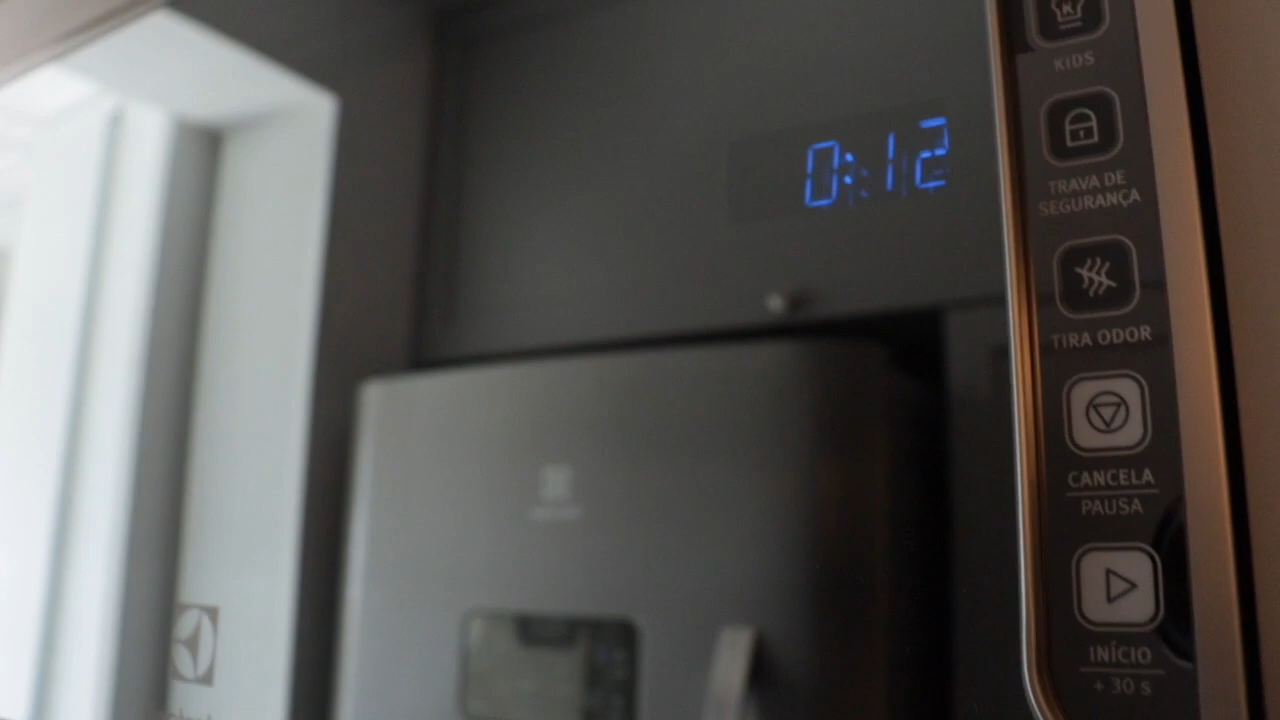 0:12
KIDS
TRAVA DE
SEGURANÇA
TIRA ODOR
CANCELA
PAUSA
INÍCIO
+ 30 s